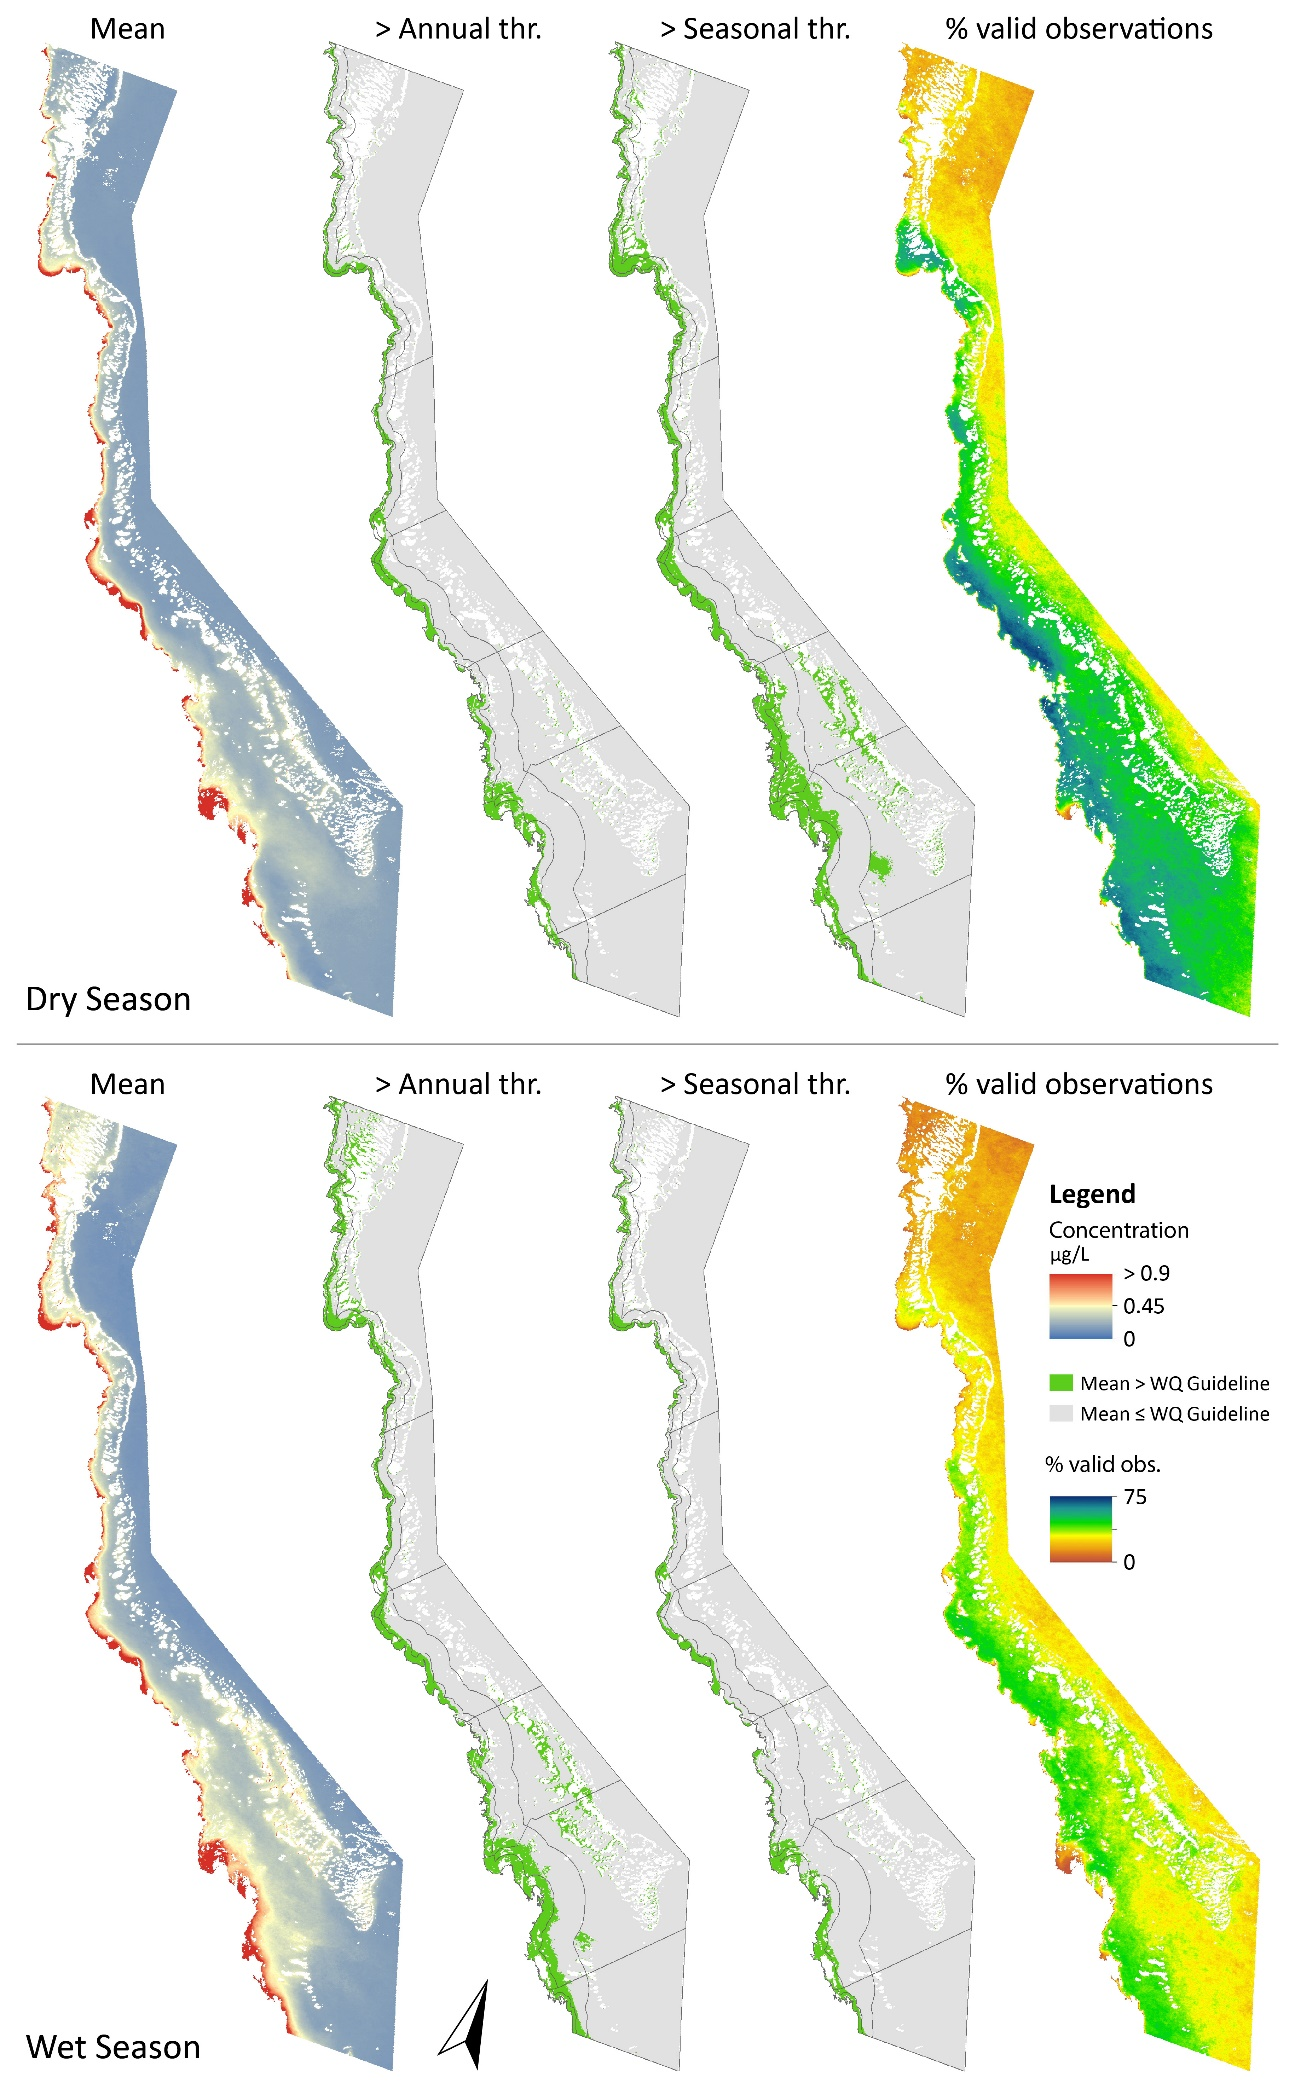 Mean
> Annual thr.
> Seasonal thr.
% valid observations
Dry Season
Mean
> Annual thr.
> Seasonal thr.
% valid observations
Legend
Concentration
µg/L
> 0.9
0.45
0
Mean > WQ Guideline
Mean ≤ WQ Guideline
% valid obs.
75
0
Wet Season